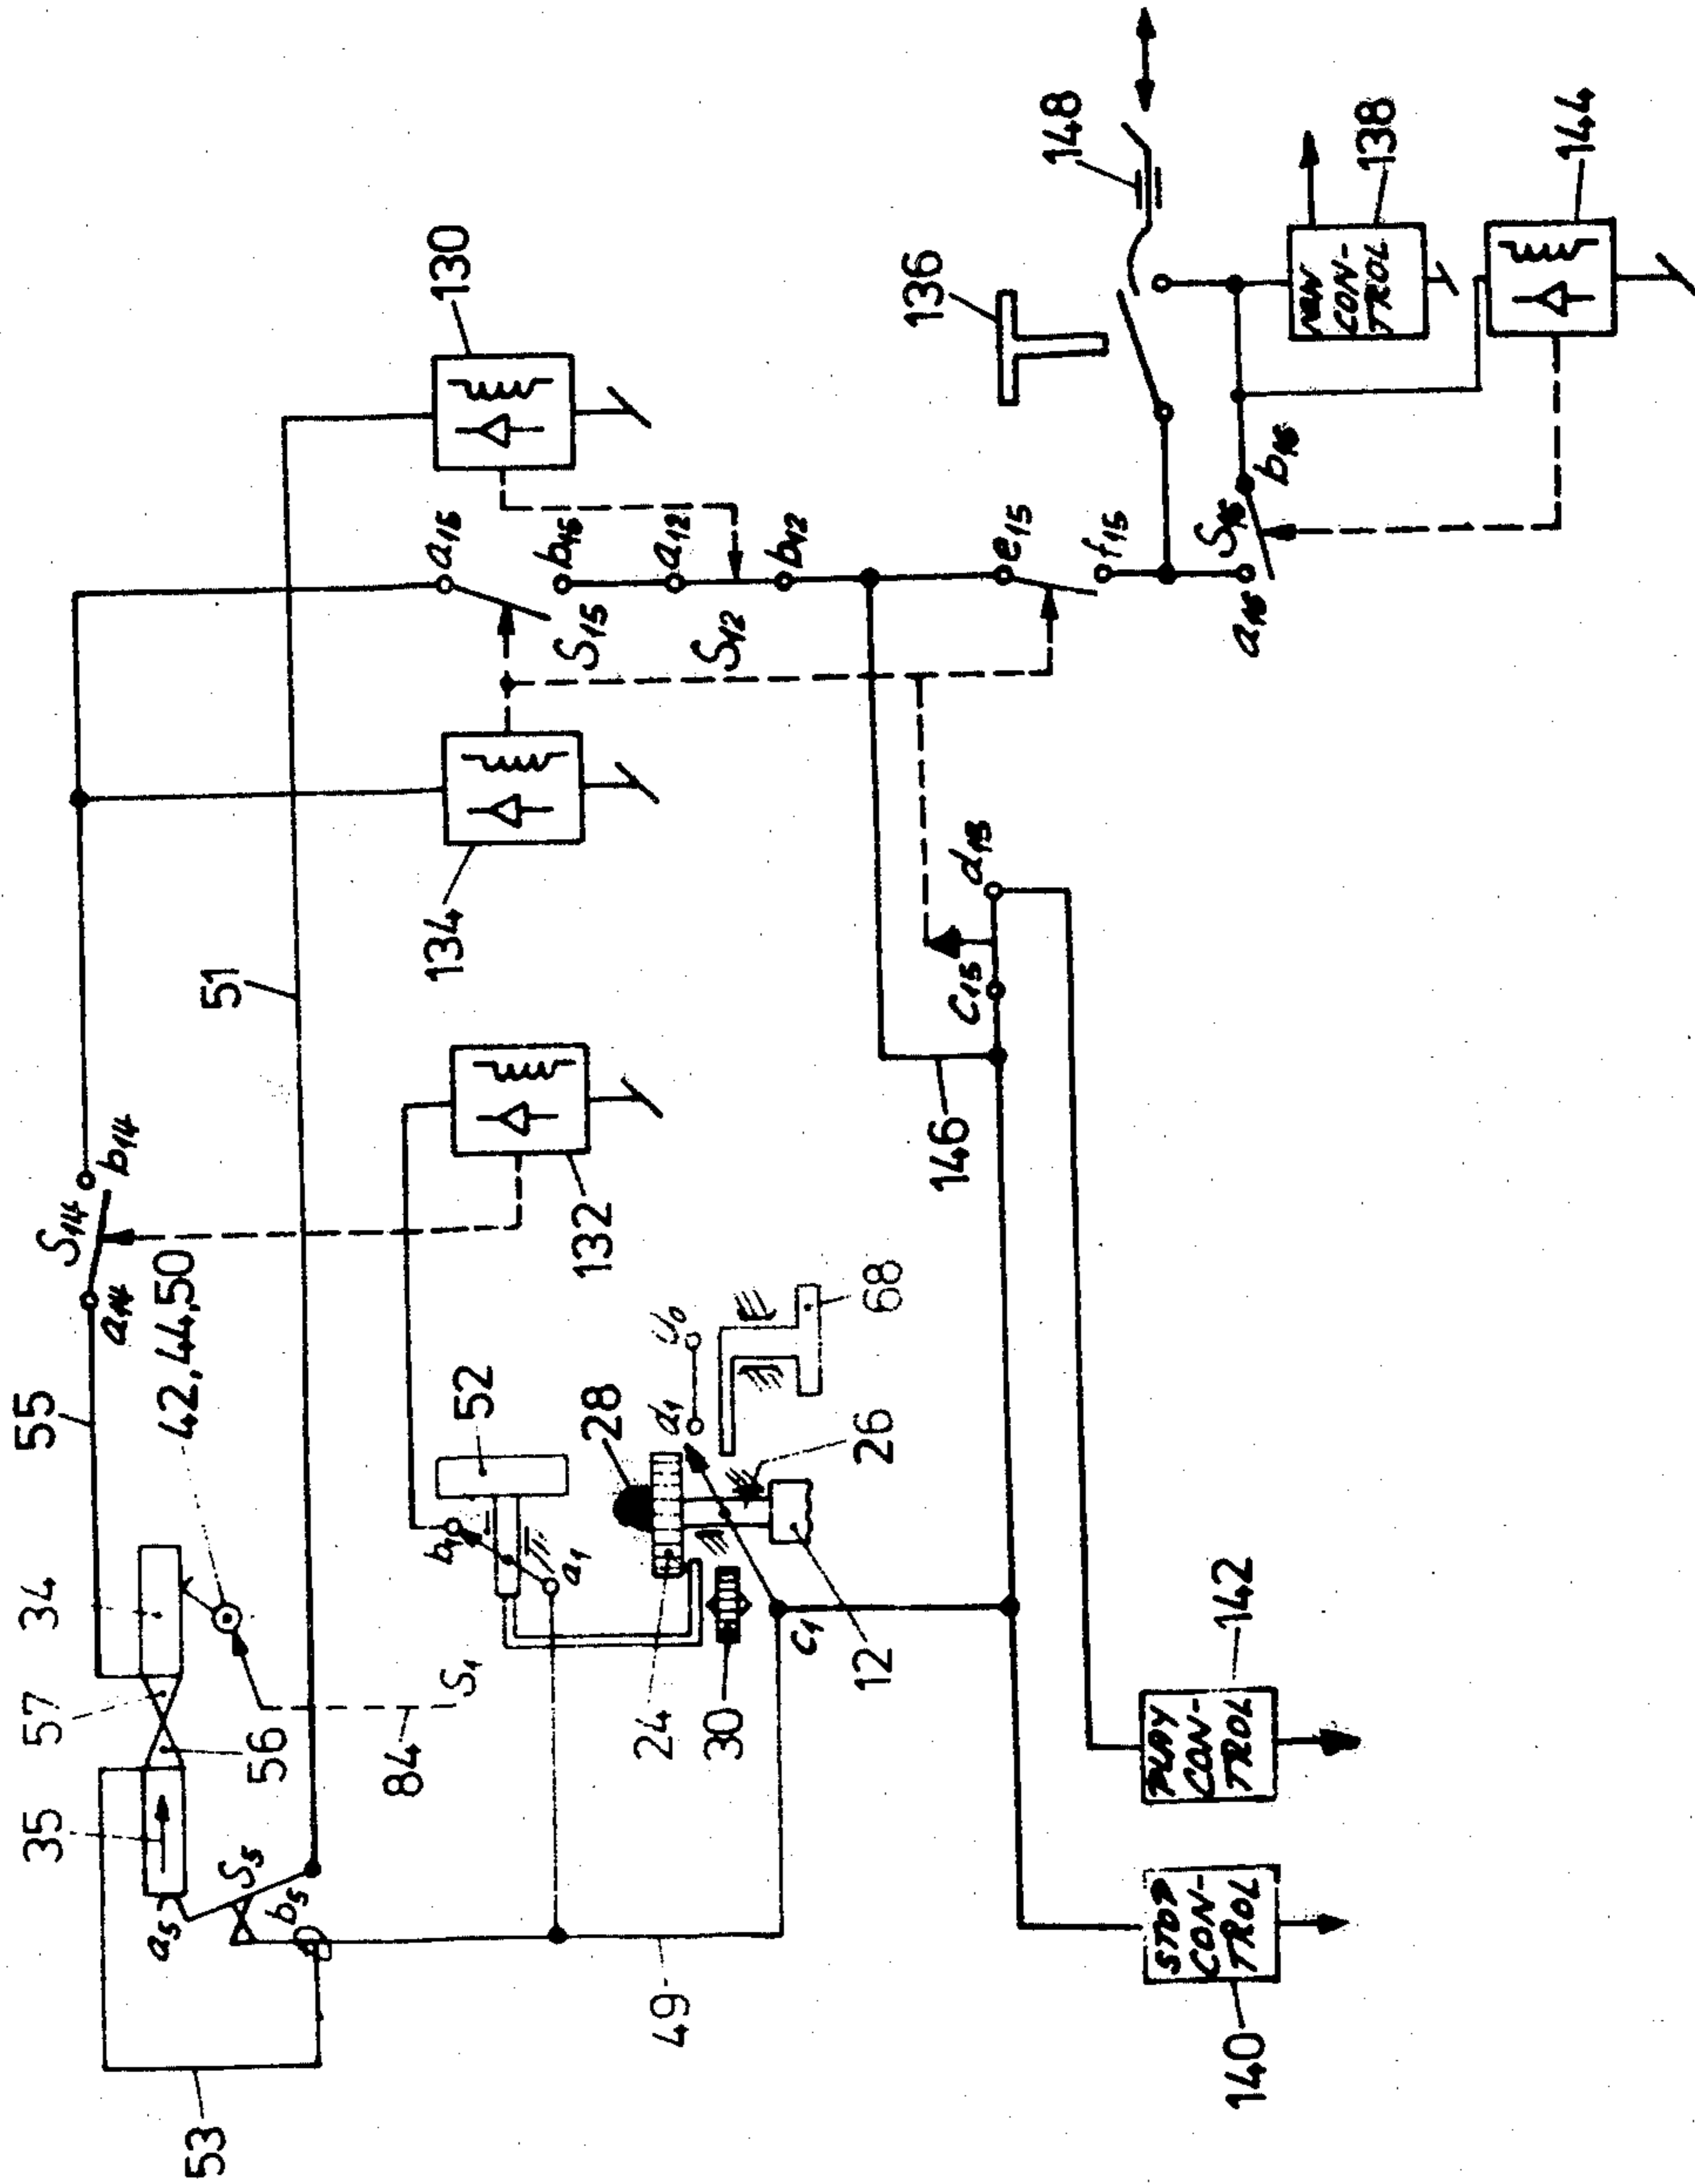 53
35
57
34
55
42,44,50
a14
S14
b14
51
a5
S5
b5
56
84
S1
49
b1
a1
52
132
134
130
a15
b15
S15
a12
S12
b12
28
24
30
c1
d1
U0
12
26
68
146
c15
d15
e15
f15
136
148
a16
S16
b16
138
144
CON-
TROL
140
STOP
CON-
TROL
142
PLAY
CON-
TROL